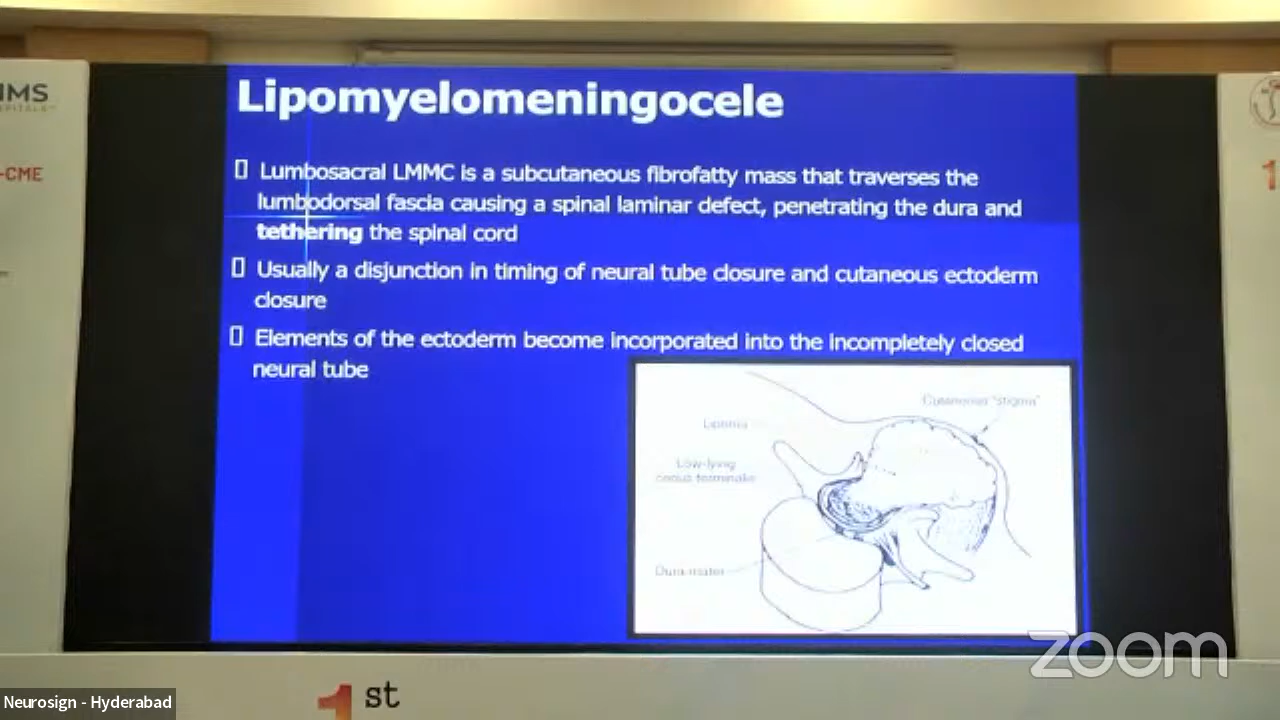 Lipomyelomeningocele
IMS
-CME
Lumbosacral LMMC is a subcutaneous fibrofatty mass that traverses the
lumbodorsal fascia causing a spinal laminar defect, penetrating the dura and
tethering the spinal cord
Usually a disjunction in timing of neural tube closure and cutaneous ectoderm
closure
Elements of the ectoderm become incorporated into the incompletely closed
neural tube
Cutaneous "stigma"
Lipoma
Low-lying
conus terminale
Dura mater
zoom
Neurosign - Hyderabad
1st